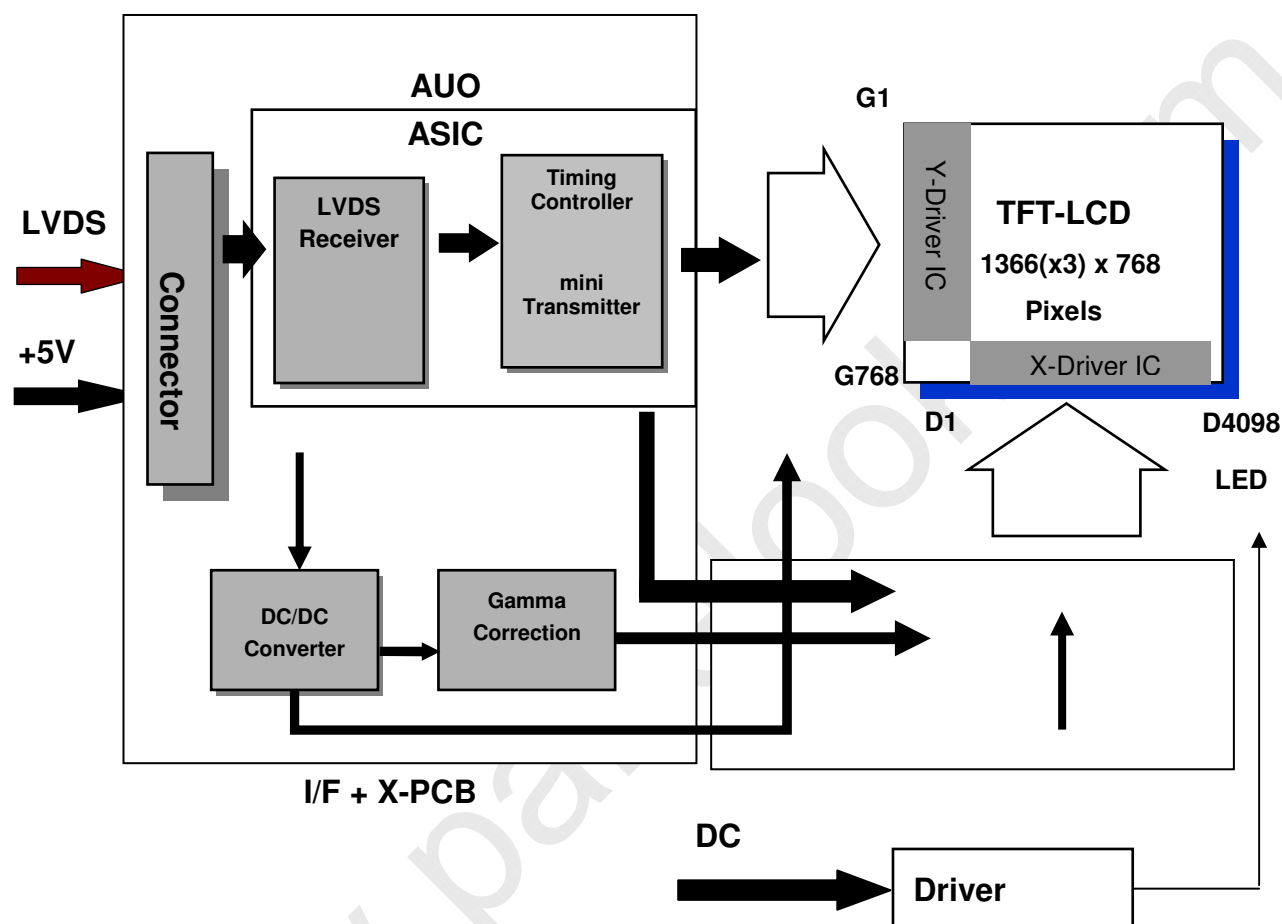 AUO
ASIC
LVDS
+5V
Connector
LVDS
Receiver
Timing
Controller
mini
Transmitter
G1
G768
Y-Driver IC
TFT-LCD
1366(x3) x 768
Pixels
X-Driver IC
D1
D4098
LED
DC/DC
Converter
Gamma
Correction
I/F + X-PCB
DC
Driver